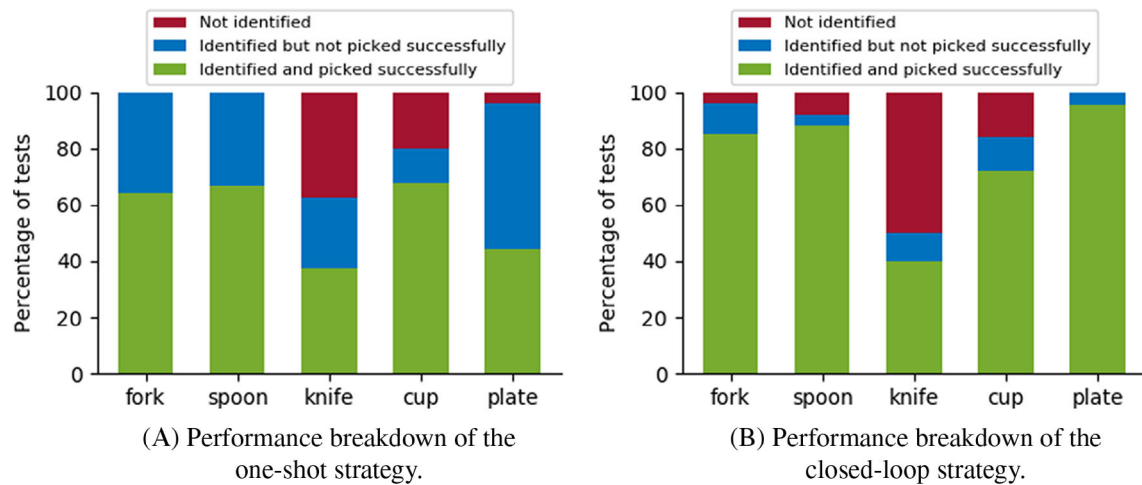 Not identified
Identified but not picked successfully
Identified and picked successfully
100
80
60
40
20
0
Percentage of tests
fork spoon knife cup plate
(A) Performance breakdown of the
one-shot strategy.
Not identified
Identified but not picked successfully
Identified and picked successfully
100
80
60
40
20
0
Percentage of tests
fork spoon knife cup plate
(B) Performance breakdown of the
closed-loop strategy.